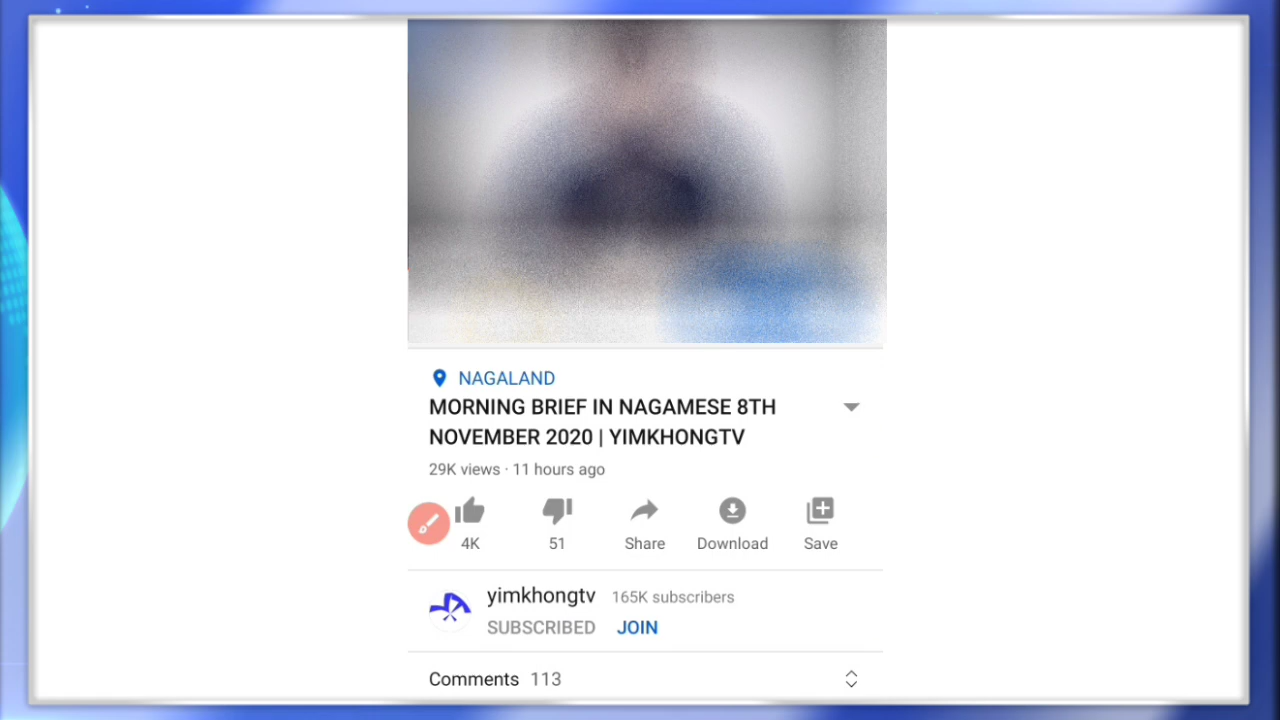 NAGALAND
MORNING BRIEF IN NAGAMESE 8TH
NOVEMBER 2020 | YIMKHONGTV
29K views · 11 hours ago
4K 51 Share Download Save
yimkhongtv 165K subscribers
SUBSCRIBED JOIN
Comments 113